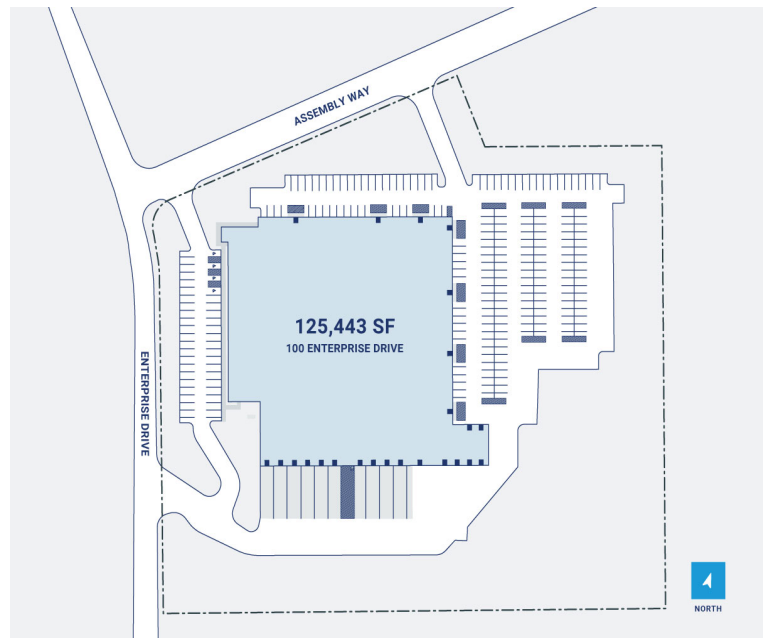 ASSEMBLY WAY
125,443 SF
100 ENTERPRISE DRIVE
ENTERPRISE DRIVE
NORTH